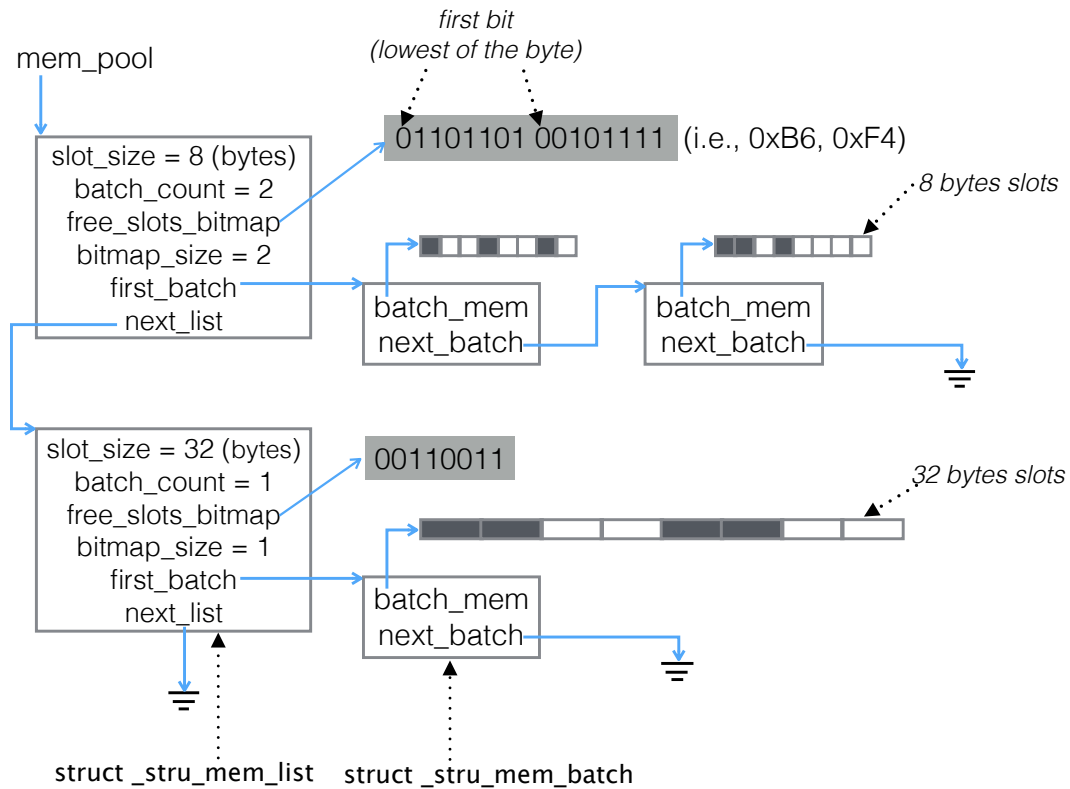 first bit
(lowest of the byte)
mem_pool
01101101 00101111 (i.e., 0xB6, 0xF4)
slot_size = 8 (bytes)
batch_count = 2
free_slots_bitmap
bitmap_size = 2
first_batch
next_list
8 bytes slots
batch_mem
next_batch
batch_mem
next_batch
slot_size = 32 (bytes)
batch_count = 1
free_slots_bitmap
bitmap_size = 1
first_batch
next_list
00110011
32 bytes slots
batch_mem
next_batch
struct _stru_mem_list
struct _stru_mem_batch